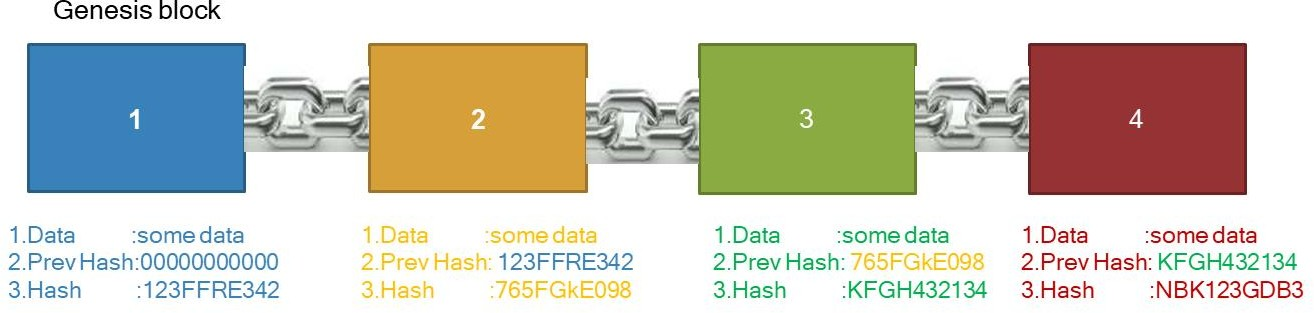 Genesis block
1
2
3
4
1.Data :some data
2.Prev Hash:00000000000
3.Hash :123FFRE342
1.Data :some data
2.Prev Hash: 123FFRE342
3.Hash :765FGkE098
1.Data :some data
2.Prev Hash: 765FGkE098
3.Hash :KFGH432134
1.Data :some data
2.Prev Hash: KFGH432134
3.Hash :NBK123GDB3